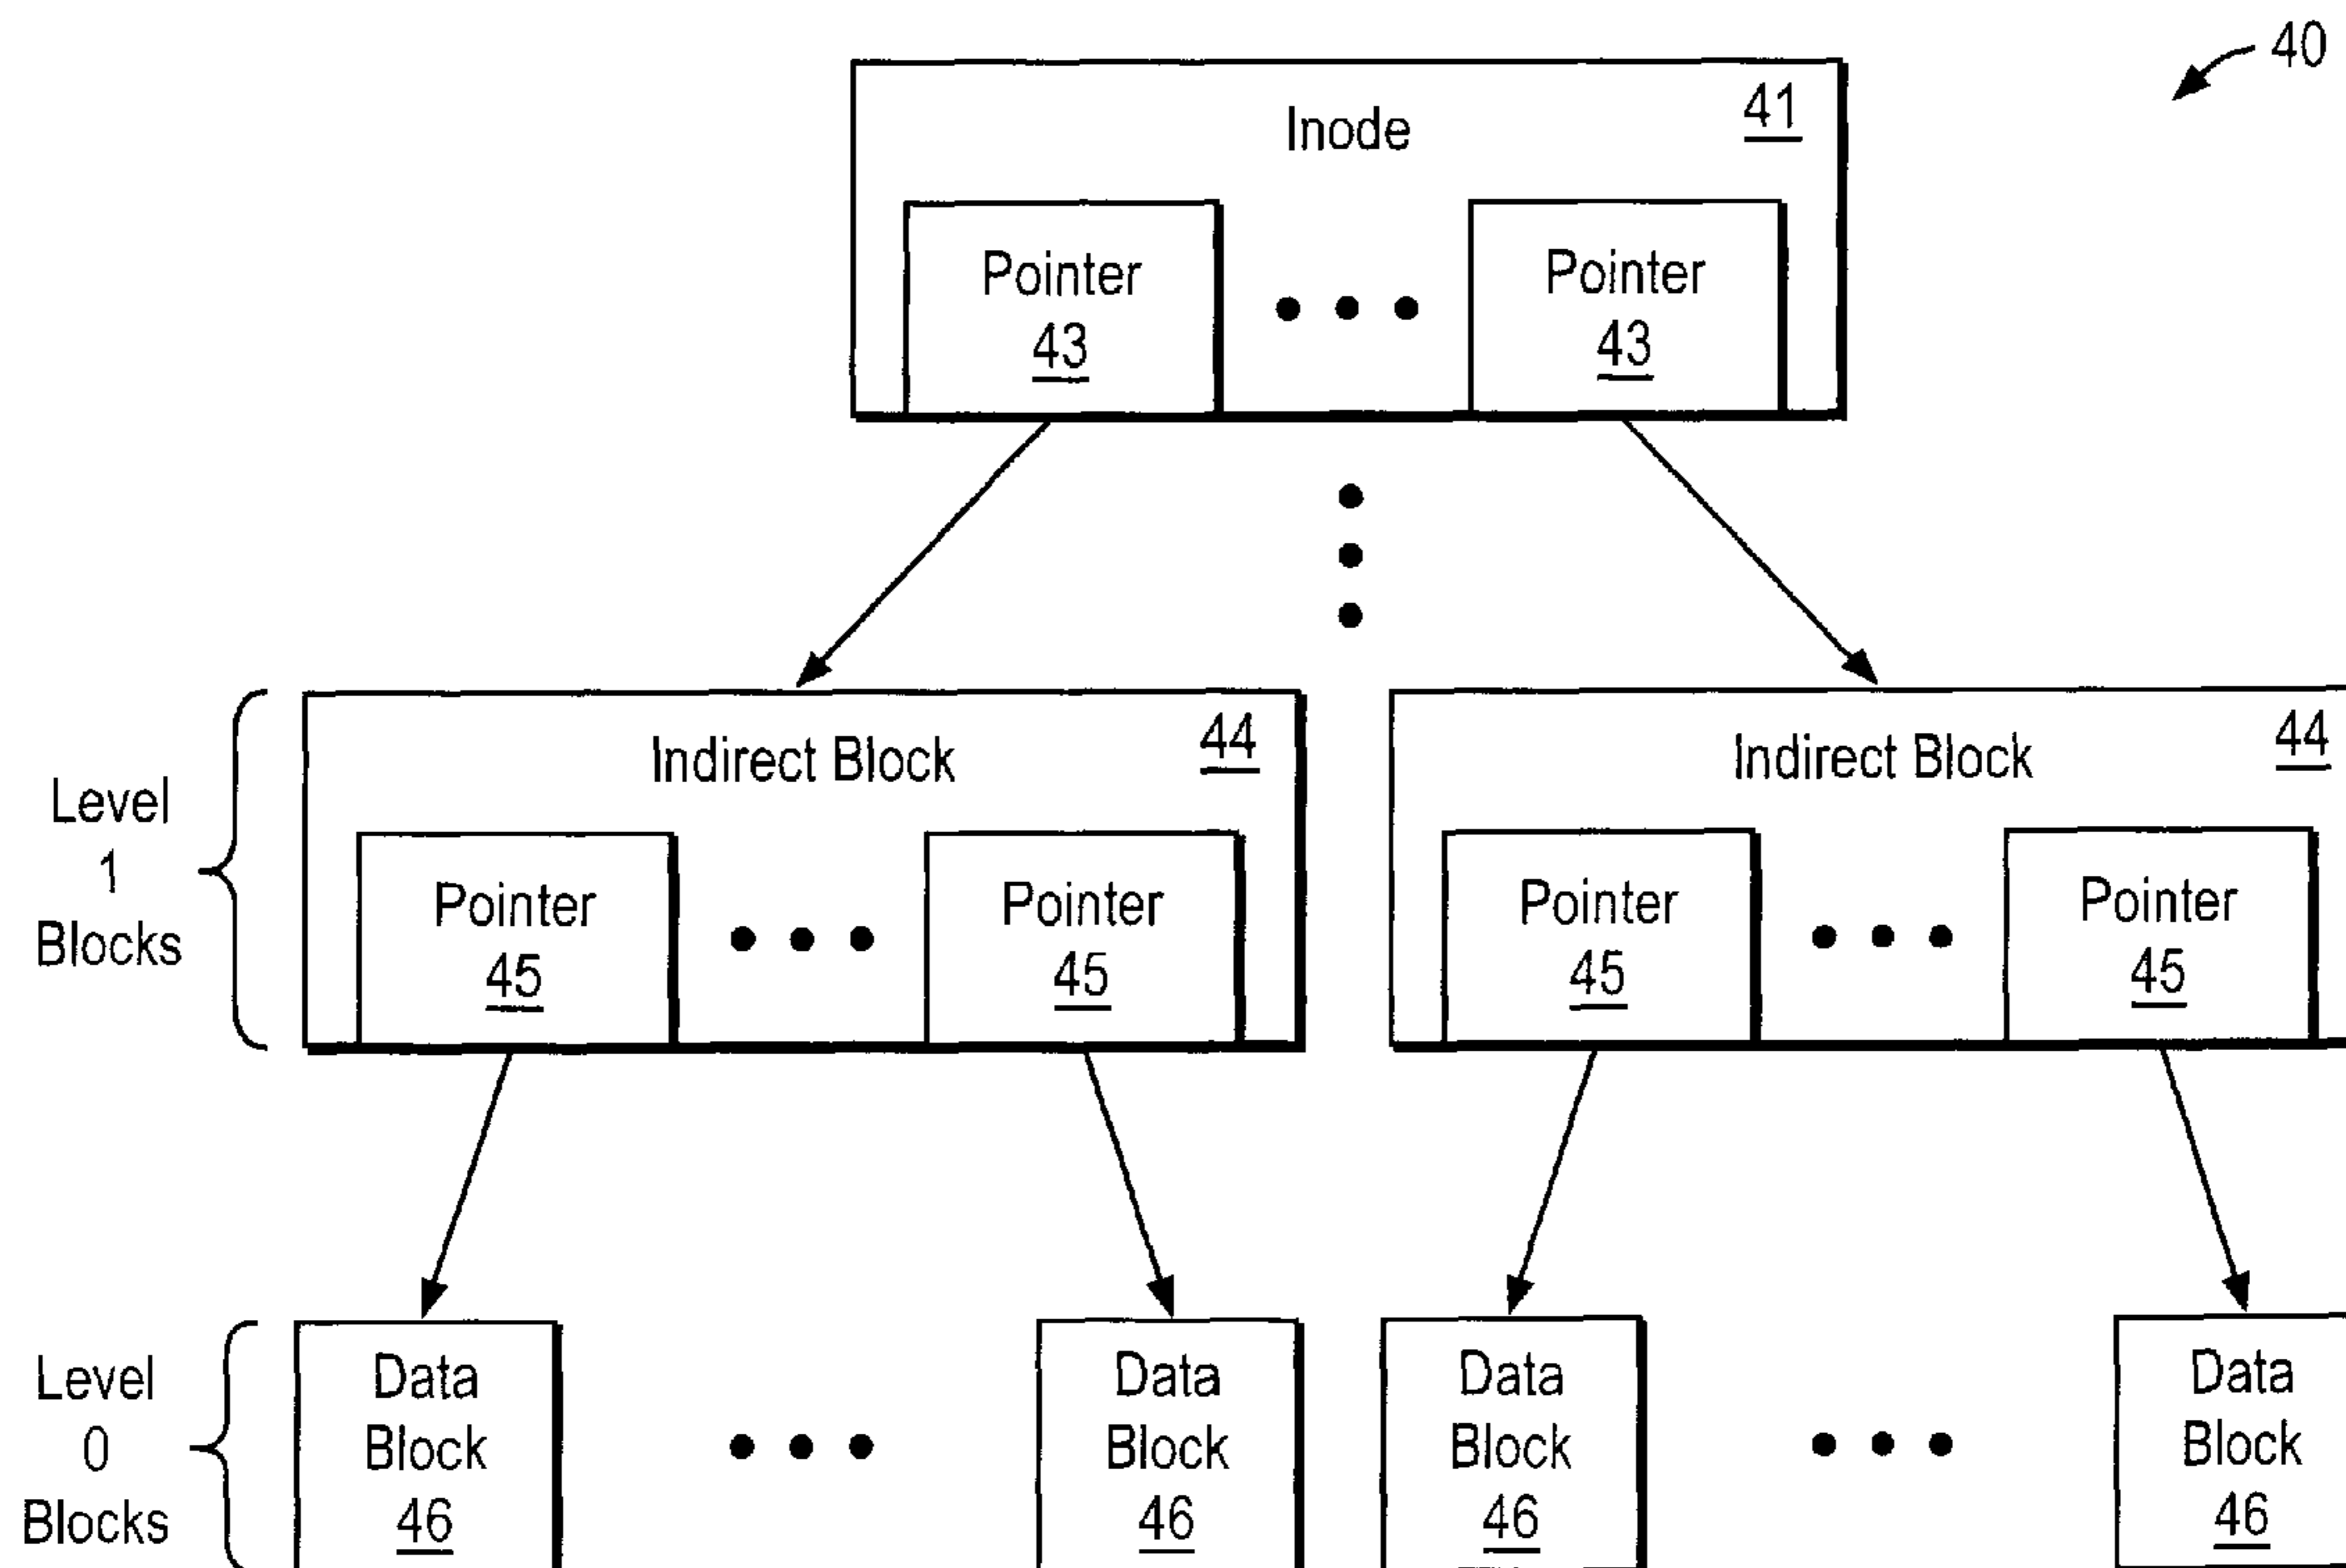 40
Inode
41
Pointer
43
Pointer
43
Level
1
Blocks
Indirect Block
44
Pointer
45
Pointer
45
Indirect Block
44
Pointer
45
Pointer
45
Level
0
Blocks
Data
Block
46
Data
Block
46
Data
Block
46
Data
Block
46